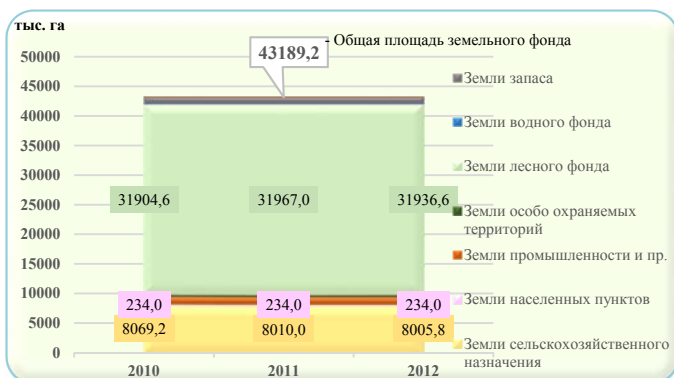 тыс. га
- Общая площадь земельного фонда
43189,2
50000
45000
40000
35000
30000
25000
20000
15000
10000
5000
0
31904,6
31967,0
31936,6
234,0
234,0
234,0
8069,2
8010,0
8005,8
2010
2011
2012
Земли запаса
Земли водного фонда
Земли лесного фонда
Земли особо охраняемых
территорий
Земли промышленности и пр.
Земли населенных пунктов
Земли сельскохозяйственного
назначения